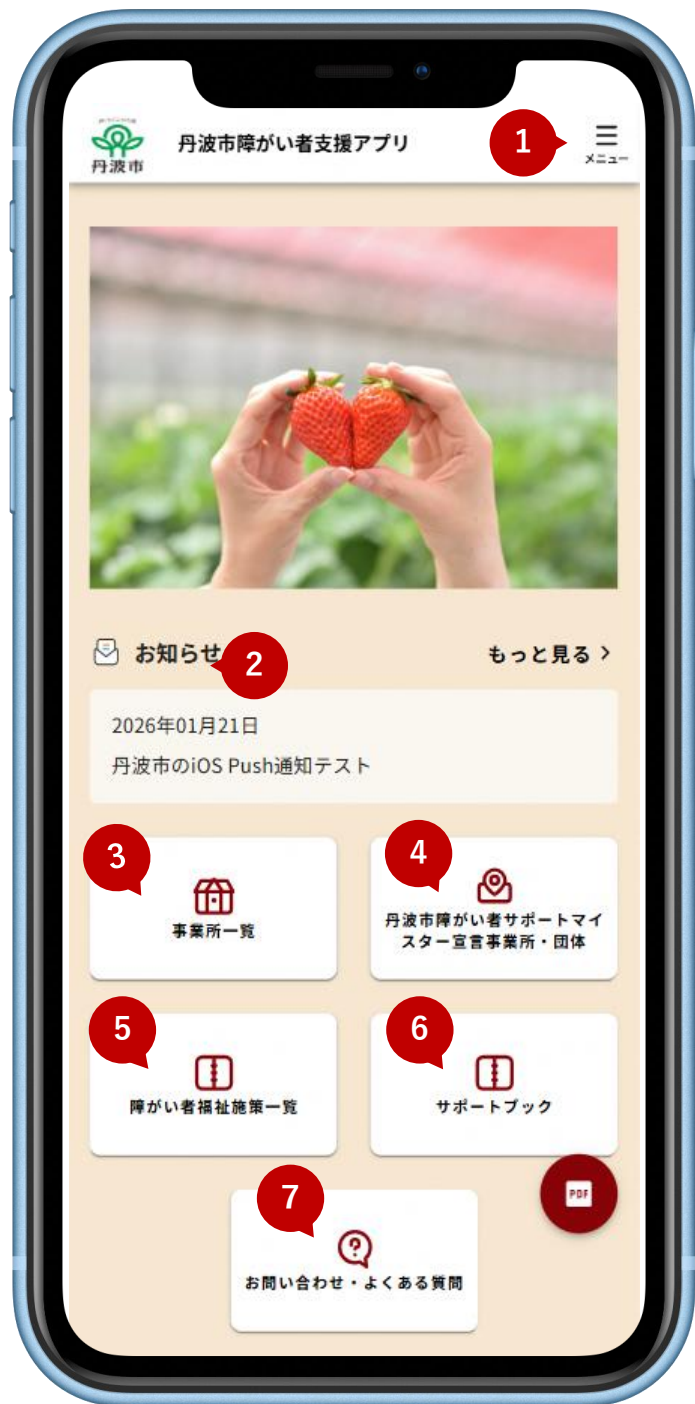 丹波市
丹波市障がい者支援アプリ
1
メニュー
お知らせ
2
もっと見る
2026年01月21日
丹波市のiOS Push通知テスト
3
事業所一覧
4
丹波市障がい者サポートマイ
スター宣言事業所・団体
5
障がい者福祉施策一覧
6
サポートブック
PDF
7
お問い合わせ・よくある質問